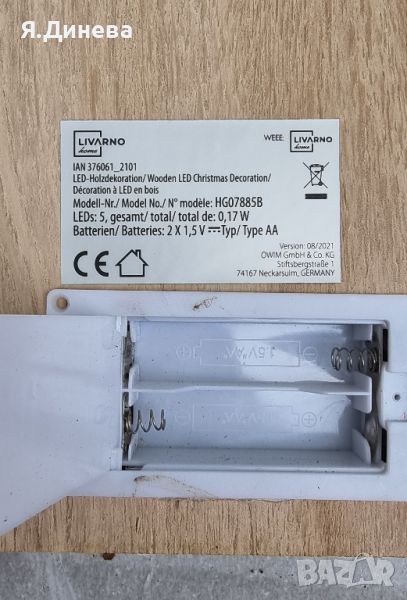 Я.Динева
LIVARNO
home
WEEE:
LIVARNO
home
IAN 376061_2101
LED-Holzdekoration/ Wooden LED Christmas Decoration/
Décoration à LED en bois
Modell-Nr./ Model No./ N° modèle: HG07885B
LEDs: 5, gesamt/ total/ total de: 0,17 W
Batterien/ Batteries: 2 X 1,5 V ⎓Typ/ Type AA
Version: 08/2021
OWIM GmbH & Co. KG
Stiftsbergstraße 1
74167 Neckarsulm, GERMANY
CE
1.5V AA
BAZAR